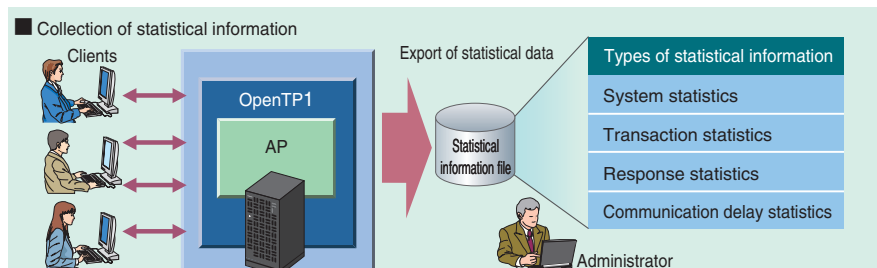 ■ Collection of statistical information
Clients
OpenTP1
AP
Export of statistical data
Statistical
information file
Types of statistical information
System statistics
Transaction statistics
Response statistics
Communication delay statistics
Administrator